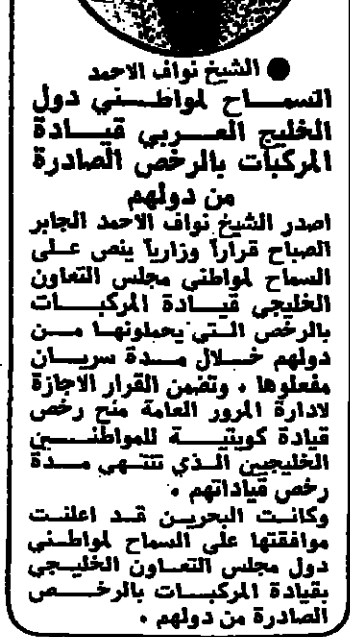 ● الشيخ نواف الاحمد
السماح لمواطني دول
الخليج العربي قيادة
المركبات بالرخص الصادرة
من دولهم
اصدر الشيخ نواف الاحمد الجابر
الصباح قراراً وزارياً ينص على
السماح لمواطني مجلس التعاون
الخليجي قيادة المركبات
بالرخص التي يحملونها من
دولهم خلال مدة سريان
مفعلوها ، وتضمن القرار الاجازة
لادارة المرور العامة منح رخص
قيادة كويتية للمواطنين
الخليجيين الذي تنتهي مدة
رخص قياداتهم .
وكانت البحرين قد اعلنت
موافقتها على السماح لمواطني
دول مجلس التعاون الخليجي
بقيادة المركبات بالرخص
الصادرة من دولهم .